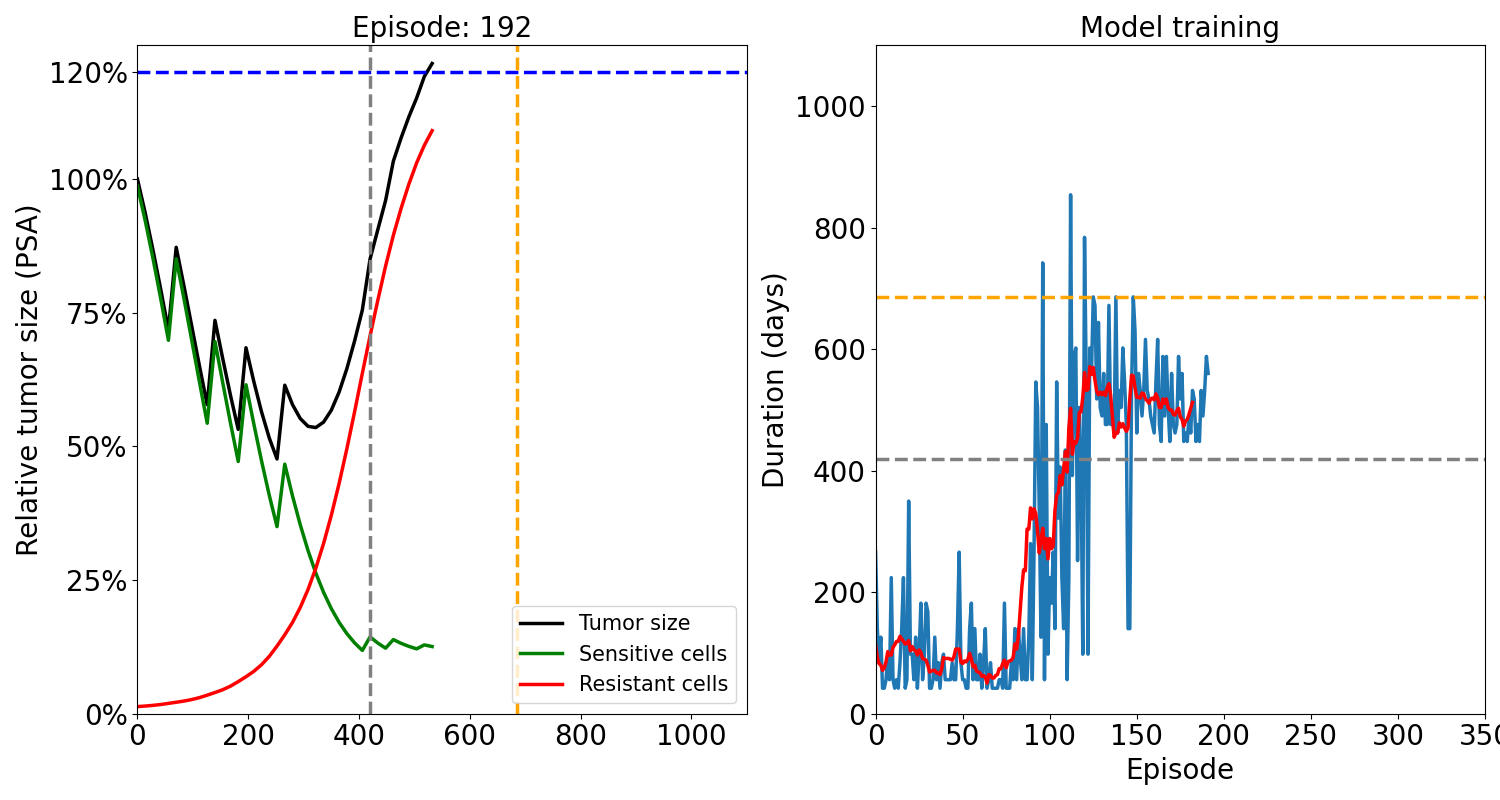 Episode: 192
Relative tumor size (PSA)
120%
100%
75%
50%
25%
0%
0 200 400 600 800 1000
Tumor size
Sensitive cells
Resistant cells
Model training
Duration (days)
1000
800
600
400
200
0
0 50 100 150 200 250 300 350
Episode